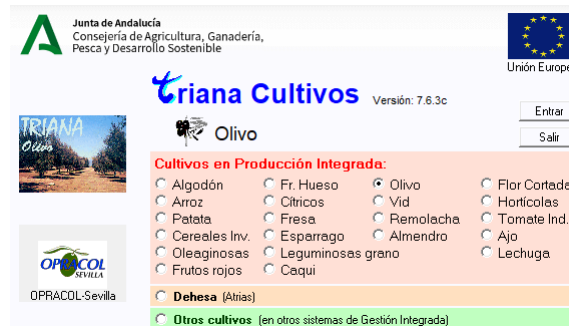 Junta de Andalucía
Consejería de Agricultura, Ganadería,
Pesca y Desarrollo Sostenible
Unión Europe
Triana Cultivos Versión: 7.6.3c
Entrar
TRIANA
Olivo
Olivo
Salir
Cultivos en Producción Integrada:
Algodón Fr. Hueso Olivo Flor Cortada
Arroz Cítricos Vid Hortícolas
Patata Fresa Remolacha Tomate Ind.
Cereales Inv. Esparrago Almendro Ajo
Oleaginosas Leguminosas grano Lechuga
Frutos rojos Caqui
OPRACOL
SEVILLA
OPRACOL-Sevilla
Dehesa (Atrias)
Otros cultivos (en otros sistemas de Gestión Integrada)